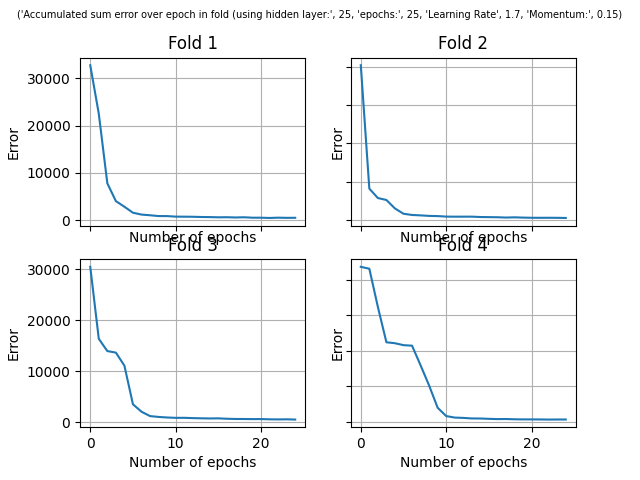 ('Accumulated sum error over epoch in fold (using hidden layer:', 25, 'epochs:', 25, 'Learning Rate', 1.7, 'Momentum:', 0.15)
Fold 1
Error
30000
20000
10000
0
Number of epochs
Fold 2
Error
Number of epochs
Fold 3
Error
30000
20000
10000
0
0
10
20
Number of epochs
Fold 4
Error
0
10
20
Number of epochs